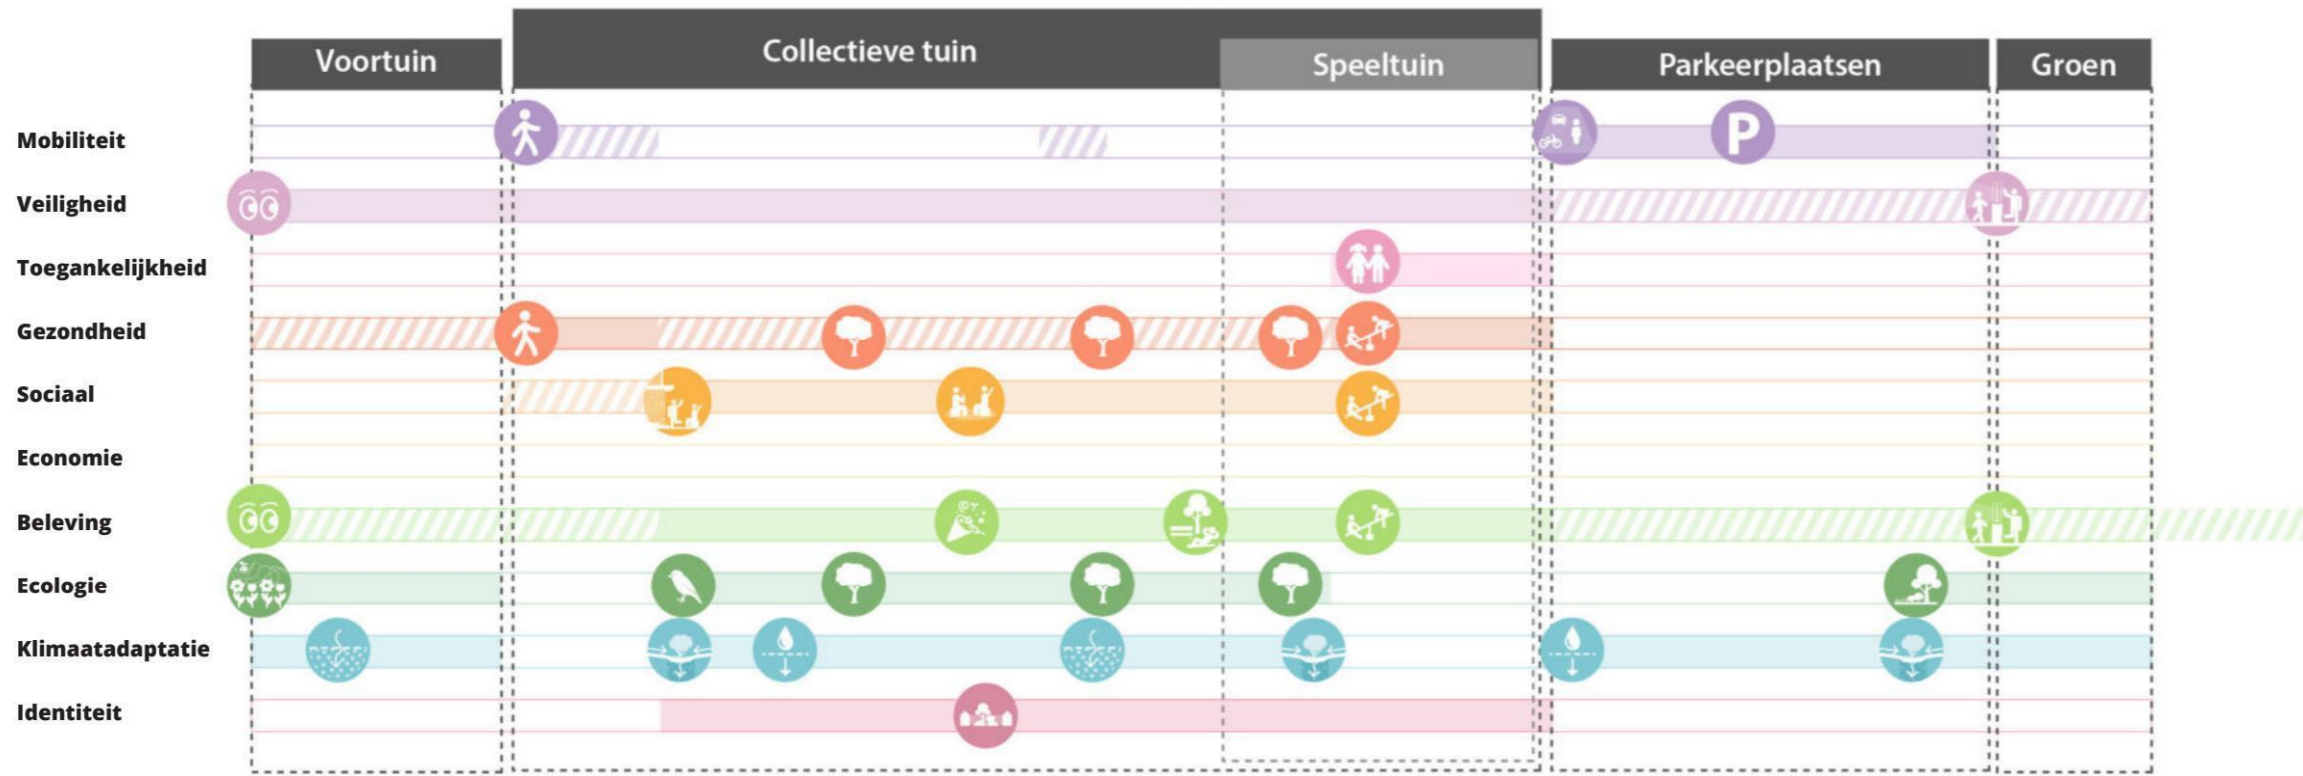 Voortuin
Collectieve tuin
Speeltuin
Parkeerplaatsen
Groen
Mobiliteit
P
Veiligheid
Toegankelijkheid
Gezondheid
Sociaal
Economie
Beleving
Ecologie
Klimaatadaptatie
Identiteit